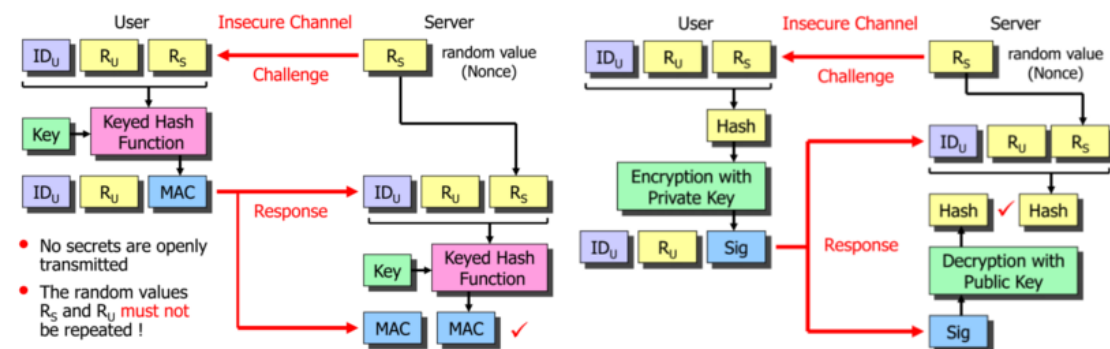 User
Insecure Channel
Server
ID_U
R_U
R_S
Challenge
R_S
random value
(Nonce)
Key
Keyed Hash
Function
ID_U
R_U
MAC
Response
ID_U
R_U
R_S
Key
Keyed Hash
Function
MAC
MAC
✓
• No secrets are openly
transmitted
• The random values
R_S and R_U must not
be repeated !
User
Insecure Channel
Server
ID_U
R_U
R_S
Challenge
R_S
random value
(Nonce)
Hash
Encryption with
Private Key
ID_U
R_U
Sig
Response
ID_U
R_U
R_S
Hash
✓
Hash
Decryption with
Public Key
Sig